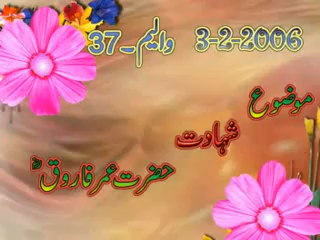 3-2-2006 والیم۔37
موضوع
شہادت
حضرت عمر فاروقؓ